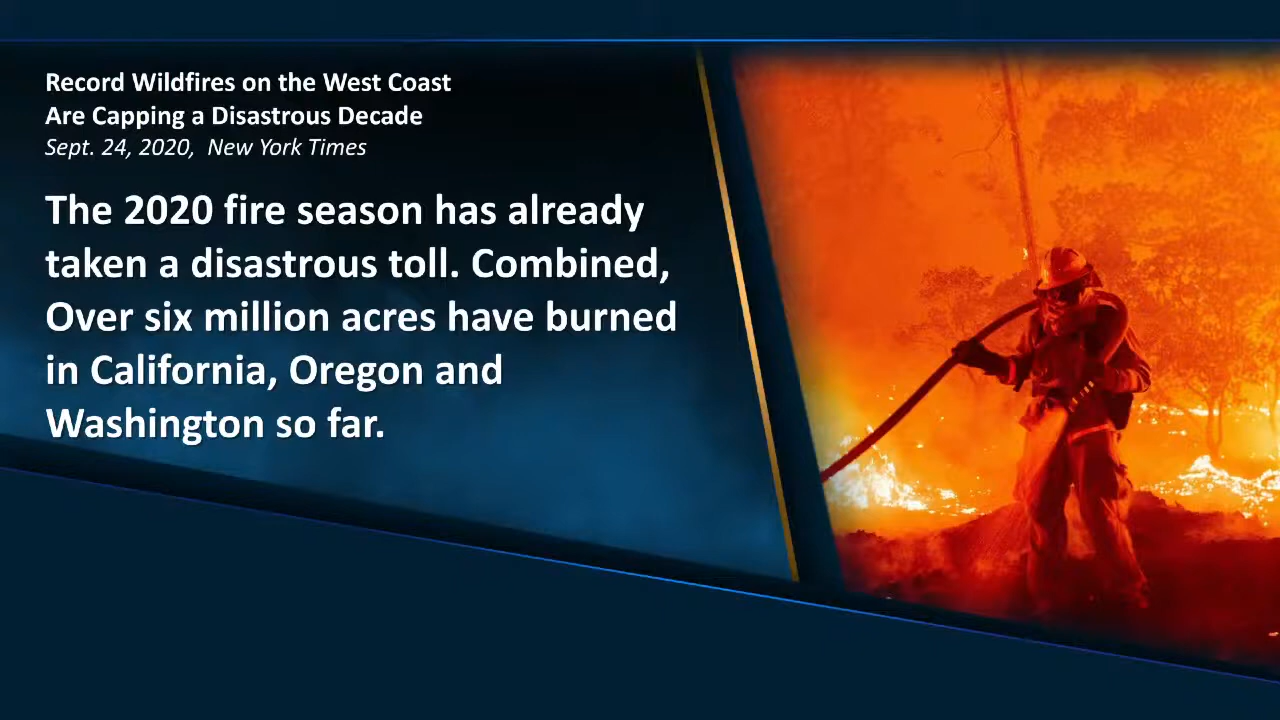 Record Wildfires on the West Coast
Are Capping a Disastrous Decade
Sept. 24, 2020, New York Times
The 2020 fire season has already
taken a disastrous toll. Combined,
Over six million acres have burned
in California, Oregon and
Washington so far.